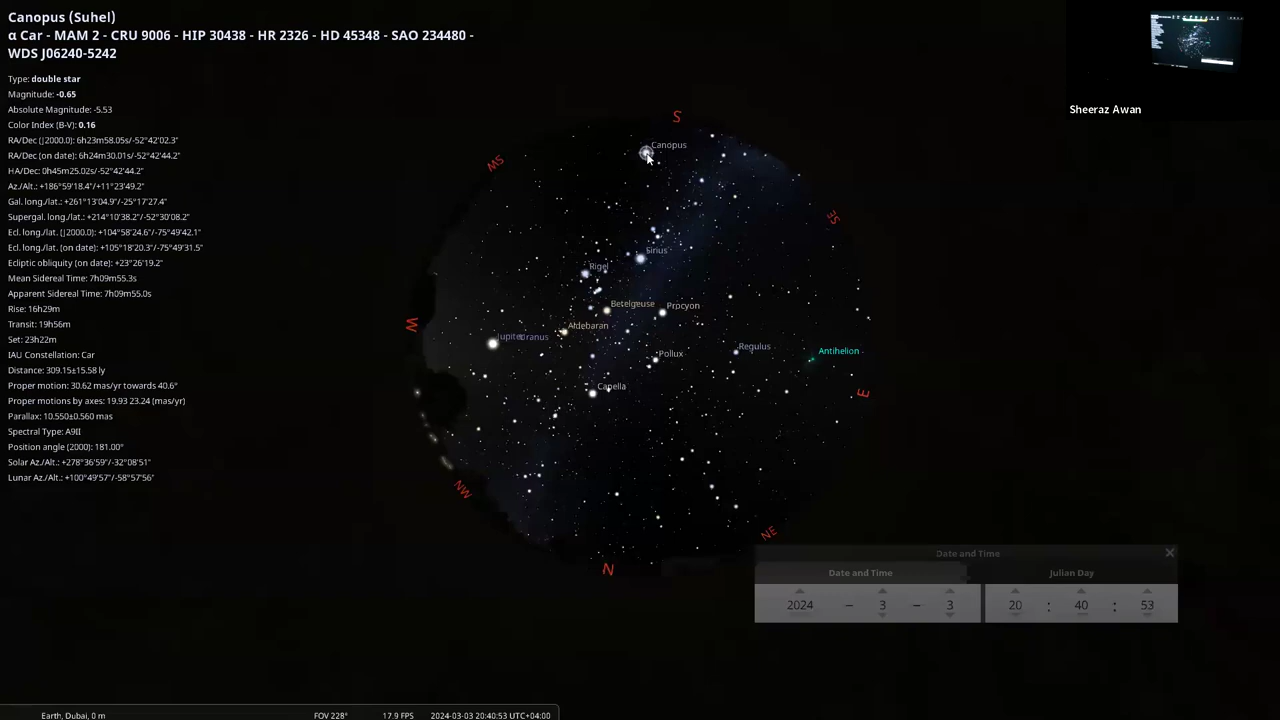 Canopus (Suhel)
α Car - MAM 2 - CRU 9006 - HIP 30438 - HR 2326 - HD 45348 - SAO 234480 -
WDS J06240-5242
Type: double star
Magnitude: -0.65
Absolute Magnitude: -5.53
Color Index (B-V): 0.16
RA/Dec (J2000.0): 6h23m58.05s/-52°42'02.3"
RA/Dec (on date): 6h24m30.01s/-52°42'44.2"
HA/Dec: 0h45m25.02s/-52°42'44.2"
Az./Alt.: +186°59'18.4"/+11°23'49.2"
Gal. long./lat.: +261°13'04.9"/-25°17'27.4"
Supergal. long./lat.: +214°10'38.2"/-52°30'08.2"
Ecl. long./lat. (J2000.0): +104°58'24.6"/-75°49'42.1"
Ecl. long./lat. (on date): +105°18'20.3"/-75°49'31.5"
Ecliptic obliquity (on date): +23°26'19.2"
Mean Sidereal Time: 7h09m55.3s
Apparent Sidereal Time: 7h09m55.0s
Rise: 16h29m
Transit: 19h56m
Set: 23h22m
IAU Constellation: Car
Distance: 309.15±15.58 ly
Proper motion: 30.62 mas/yr towards 40.6°
Proper motions by axes: 19.93 23.24 (mas/yr)
Parallax: 10.550±0.560 mas
Spectral Type: A9II
Position angle (2000): 181.00°
Solar Az./Alt.: +278°36'59"/-32°08'51"
Lunar Az./Alt.: +100°49'57"/-58°57'56"
Sheeraz Awan
S
Canopus
SW
SE
Sirius
Rigel
Betelgeuse
Procyon
W
Aldebaran
Jupiter
Uranus
Pollux
Regulus
Antihelion
Capella
E
NW
NE
N
Date and Time
Date and Time
Julian Day
2024 – 3 – 3
20 : 40 : 53
Earth, Dubai, 0 m
FOV 228°
17.9 FPS
2024-03-03 20:40:53 UTC+04:00